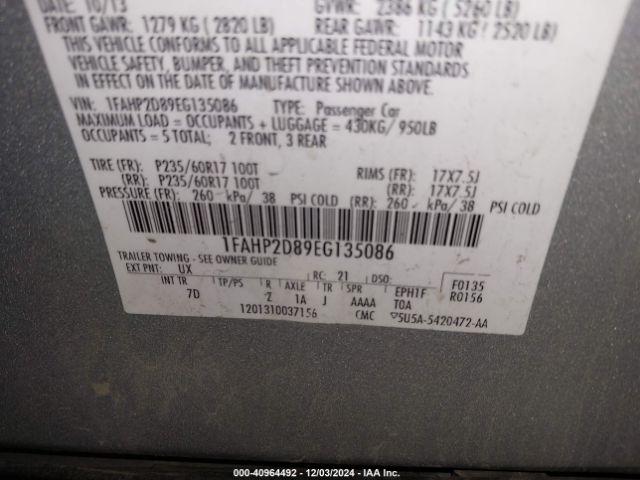 DATE: 10/13
GVWR: 2386 KG ( 5260 LB)
FRONT GAWR: 1279 KG ( 2820 LB)
REAR GAWR: 1143 KG ( 2520 LB)
THIS VEHICLE CONFORMS TO ALL APPLICABLE FEDERAL MOTOR
VEHICLE SAFETY, BUMPER, AND THEFT PREVENTION STANDARDS
IN EFFECT ON THE DATE OF MANUFACTURE SHOWN ABOVE.
VIN: 1FAHP2D89EG135086 TYPE: Passenger Car
MAXIMUM LOAD = OCCUPANTS + LUGGAGE = 430KG/ 950LB
OCCUPANTS = 5 TOTAL; 2 FRONT, 3 REAR
TIRE (FR): P235/60R17 100T RIMS (FR): 17X7.5J
(RR): P235/60R17 100T (RR): 17X7.5J
PRESSURE (FR): 260 kPa/ 38 PSI COLD (RR): 260 kPa/ 38 PSI COLD
1FAHP2D89EG135086
TRAILER TOWING - SEE OWNER GUIDE
EXT PNT: UX RC: 21 DSO:
INT TR TP/PS R AXLE TR SPR EPH1F F0135
7D 2 1A J AAAA T0A R0156
1201310037156 CMC ▽5U5A-5420472-AA
000-40964492 - 12/03/2024 - IAA Inc.